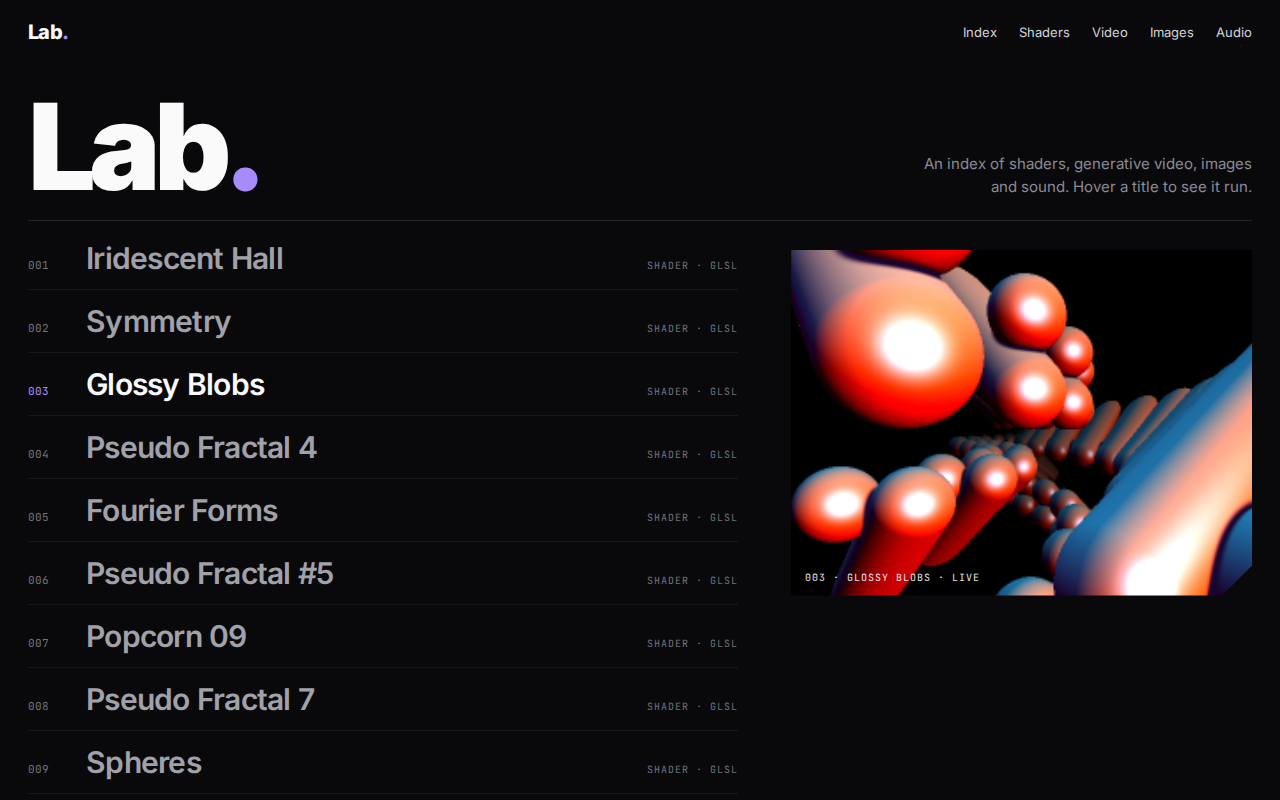 Lab.
Index Shaders Video Images Audio
Lab.
An index of shaders, generative video, images
and sound. Hover a title to see it run.
001 Iridescent Hall SHADER · GLSL
002 Symmetry SHADER · GLSL
003 Glossy Blobs SHADER · GLSL
004 Pseudo Fractal 4 SHADER · GLSL
005 Fourier Forms SHADER · GLSL
006 Pseudo Fractal #5 SHADER · GLSL
007 Popcorn 09 SHADER · GLSL
008 Pseudo Fractal 7 SHADER · GLSL
009 Spheres SHADER · GLSL
003 · GLOSSY BLOBS · LIVE